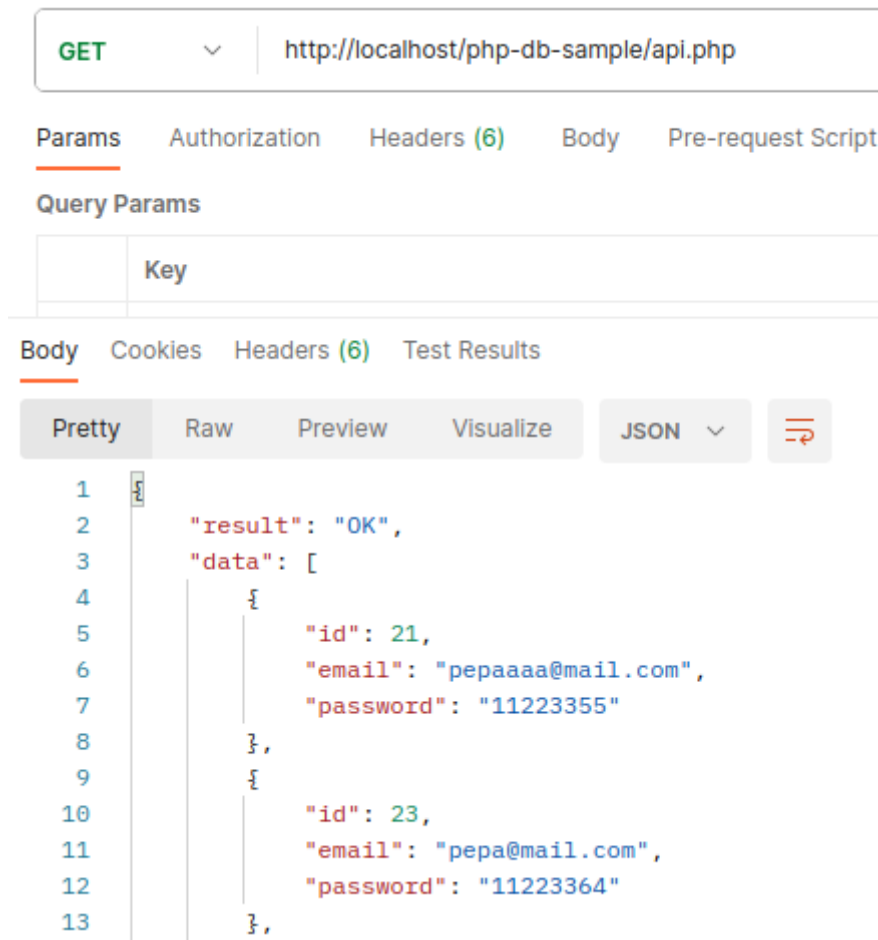 GET http://localhost/php-db-sample/api.php
Params Authorization Headers (6) Body Pre-request Script
Query Params
Key
Body Cookies Headers (6) Test Results
Pretty Raw Preview Visualize JSON
1 {
2 "result": "OK",
3 "data": [
4 {
5 "id": 21,
6 "email": "pepaaaa@mail.com",
7 "password": "11223355"
8 },
9 {
10 "id": 23,
11 "email": "pepa@mail.com",
12 "password": "11223364"
13 },